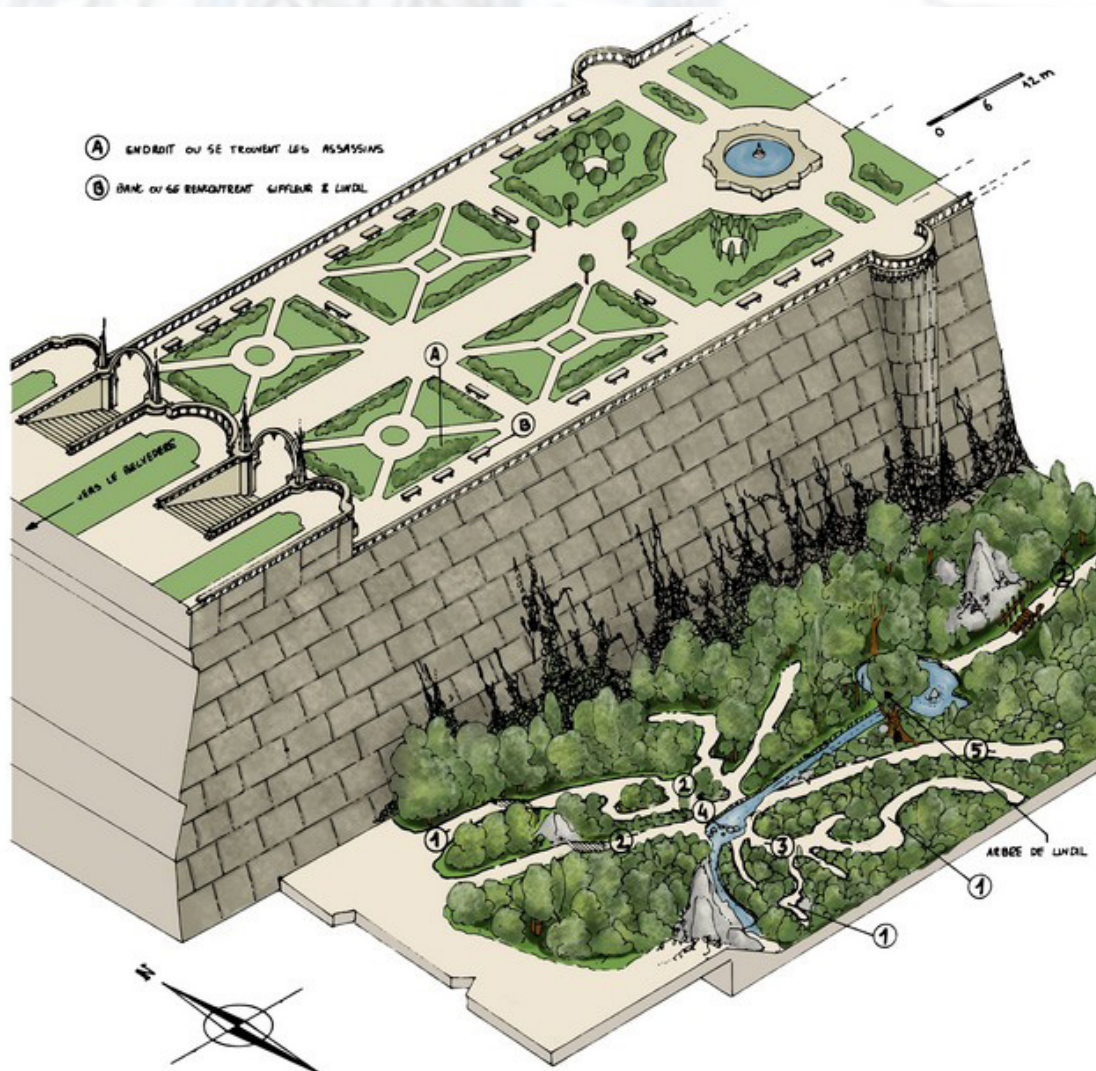 0 6 12 m
A ENDROIT OU SE TROUVENT LES ASSASSINS
B BANC OU SE RENCONTRENT SIFFLEUR & LINDIL
A
B
VERS LE BELVEDERE
2
5
2
4
1
2
3
ARBRE DE LINDIL
1
1
N